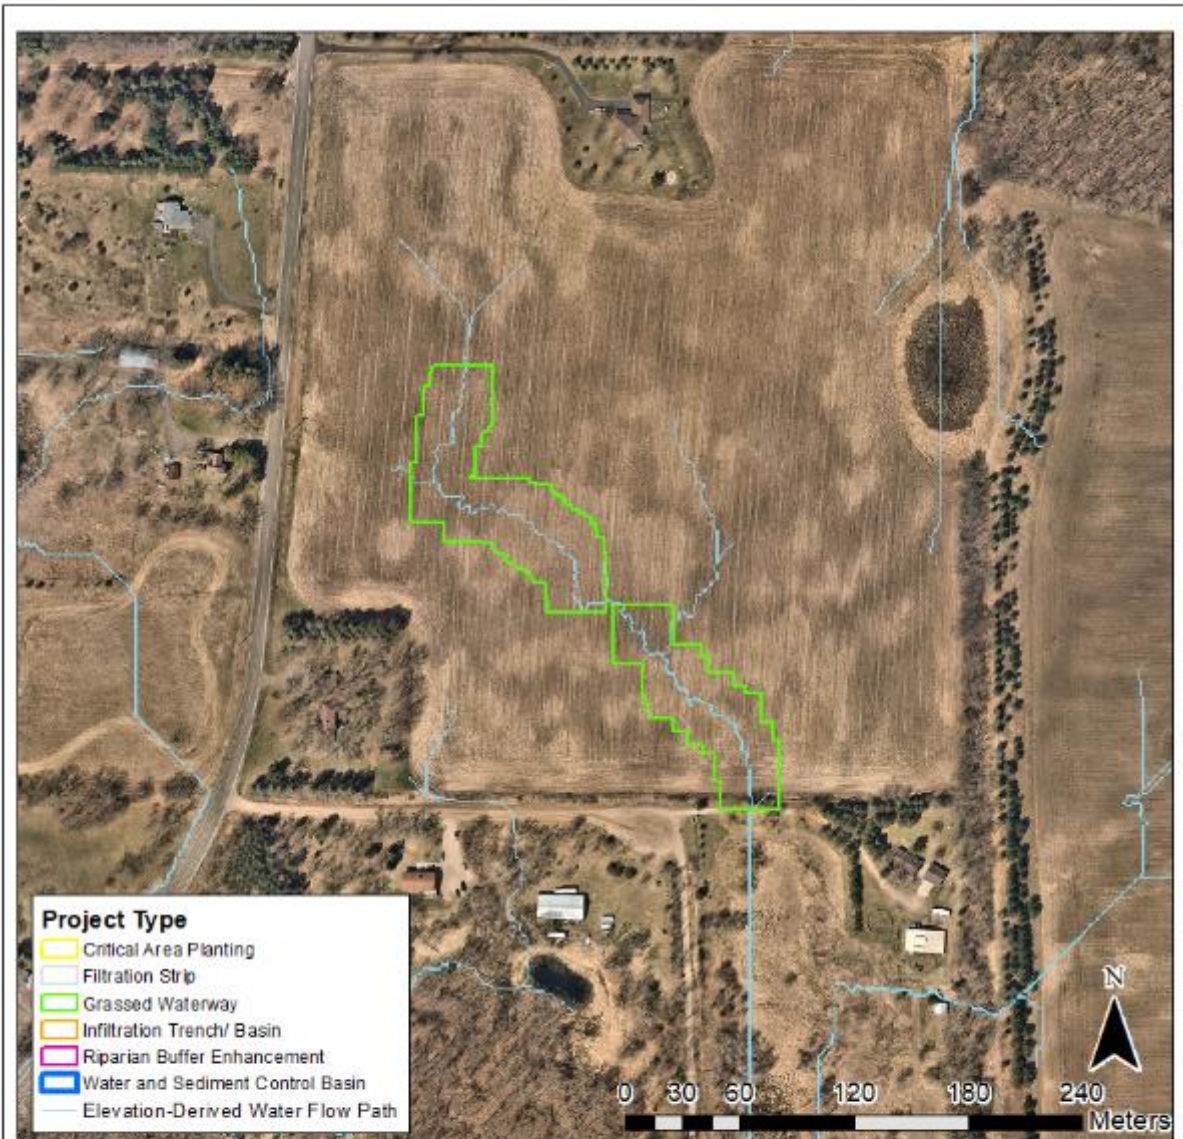 Project Type
Critical Area Planting
Filtration Strip
Grassed Waterway
Infiltration Trench/ Basin
Riparian Buffer Enhancement
Water and Sediment Control Basin
Elevation-Derived Water Flow Path
N
0 30 60 120 180 240
Meters